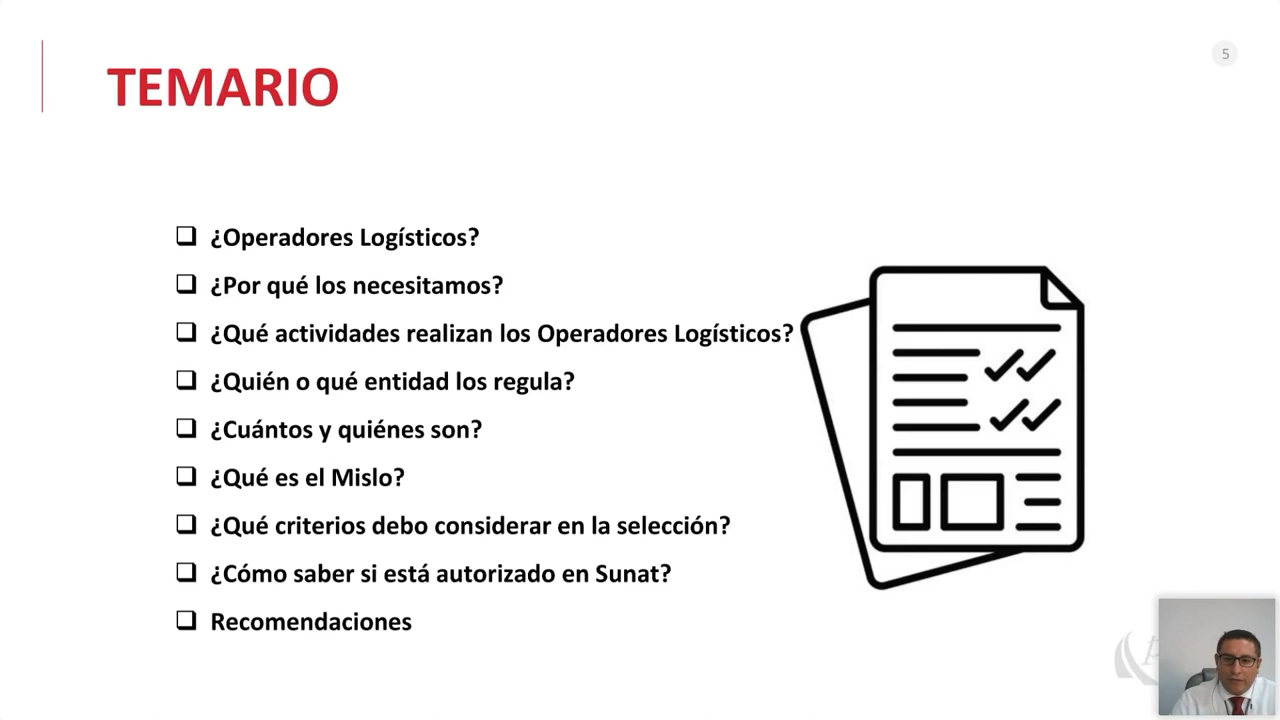 5
TEMARIO
¿Operadores Logísticos?
¿Por qué los necesitamos?
¿Qué actividades realizan los Operadores Logísticos?
¿Quién o qué entidad los regula?
¿Cuántos y quiénes son?
¿Qué es el Mislo?
¿Qué criterios debo considerar en la selección?
¿Cómo saber si está autorizado en Sunat?
Recomendaciones